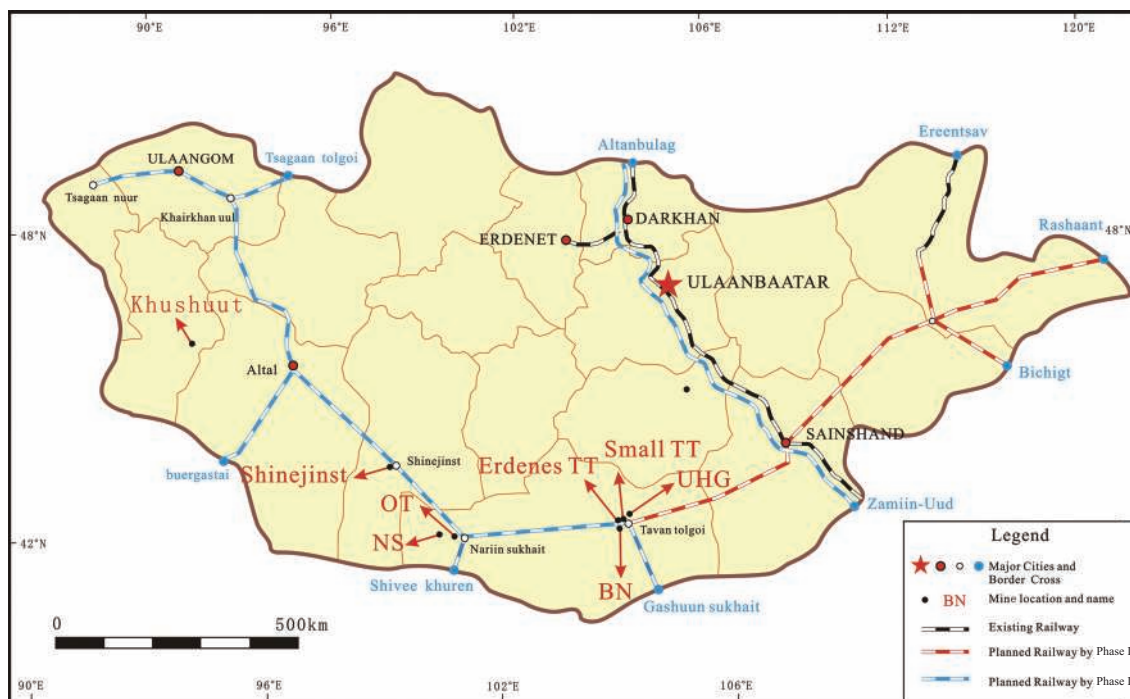 90°E 96°E 102°E 106°E 112°E 120°E
Ereentsav
Altanbulag
ULAANGOM
Tsagaan tolgoi
Tsagaan nuur
Khairkhan uul
DARKHAN
Rashaant
48°N
48°N
ERDENET
ULAANBAATAR
Khushuut
Altal
Bichigt
SAINSHAND
Small TT
Shinejinst
Erdenes TT
UHG
buergastai
Shinejinst
OT
Zamiin-Uud
Tavan tolgoi
42°N
NS
Nariin sukhait
Shivee khuren
BN
Gashuun sukhait
0 500km
Legend
Major Cities and
Border Cross
BN Mine location and name
Existing Railway
Planned Railway by Phase
Planned Railway by Phase
90°E 96°E 102°E 106°E